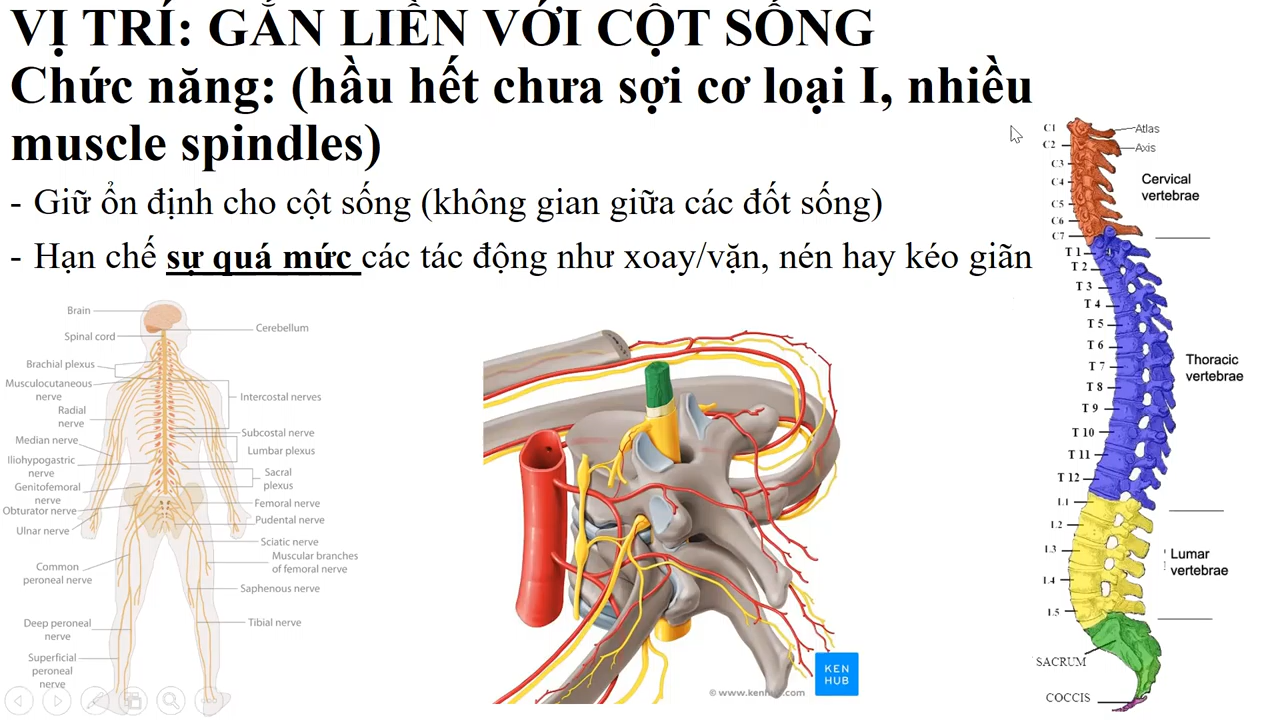 VỊ TRÍ: GẮN LIỀN VỚI CỘT SỐNG
Chức năng: (hầu hết chưa sợi cơ loại I, nhiều
muscle spindles)
- Giữ ổn định cho cột sống (không gian giữa các đốt sống)
- Hạn chế sự quá mức các tác động như xoay/vặn, nén hay kéo giãn
Brain
Cerebellum
Spinal cord
Brachial plexus
Musculocutaneous
nerve
Intercostal nerves
Radial
nerve
Subcostal nerve
Median nerve
Lumbar plexus
Iliohypogastric
nerve
Sacral
plexus
Genitofemoral
nerve
Femoral nerve
Obturator nerve
Pudental nerve
Ulnar nerve
Sciatic nerve
Muscular branches
of femoral nerve
Common
peroneal nerve
Saphenous nerve
Deep peroneal
nerve
Tibial nerve
Superficial
peroneal
nerve
KEN
HUB
© www.kenhub.com
C1
Atlas
C2
Axis
C3
C4
Cervical
vertebrae
C5
C6
C7
T 1
T 2
T 3
T 4
T 5
T 6
T 7
Thoracic
vertebrae
T 8
T 9
T 10
T 11
T 12
L1
L2
L3
Lumar
vertebrae
L4
L5
SACRUM
COCCIS